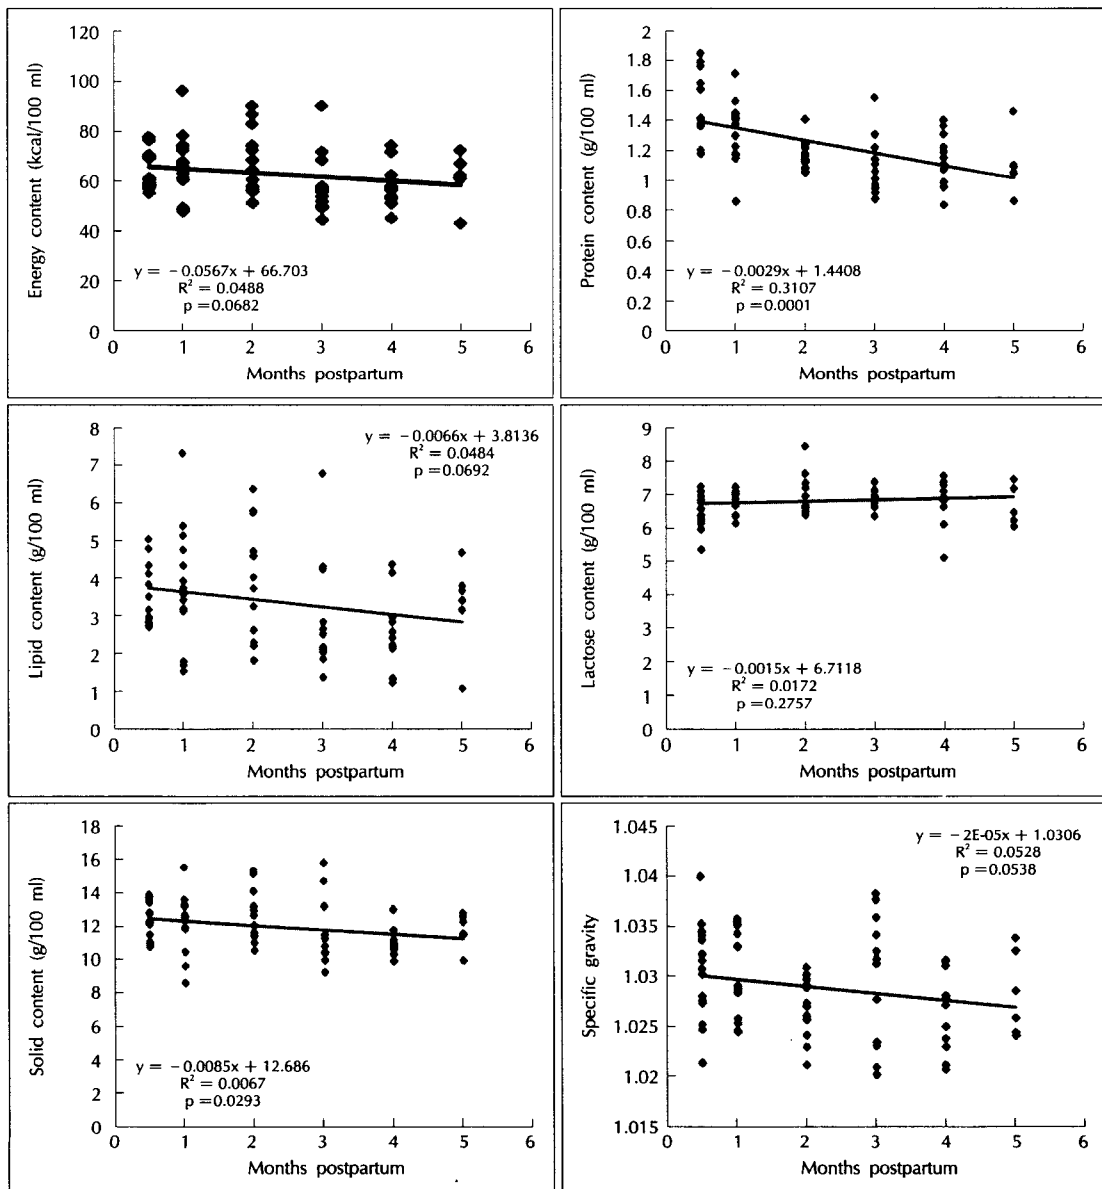 Energy content (kcal/100 ml)
120
100
80
60
40
20
0
y = −0.0567x + 66.703
R² = 0.0488
p =0.0682
0 1 2 3 4 5 6
Months postpartum
Protein content (g/100 ml)
2
1.8
1.6
1.4
1.2
1
0.8
0.6
0.4
0.2
0
y = −0.0029x + 1.4408
R² = 0.3107
p =0.0001
0 1 2 3 4 5 6
Months postpartum
Lipid content (g/100 ml)
8
7
6
5
4
3
2
1
0
y = −0.0066x + 3.8136
R² = 0.0484
p =0.0692
0 1 2 3 4 5 6
Months postpartum
Lactose content (g/100 ml)
9
8
7
6
5
4
3
2
1
0
y = −0.0015x + 6.7118
R² = 0.0172
p =0.2757
0 1 2 3 4 5 6
Months postpartum
Solid content (g/100 ml)
18
16
14
12
10
8
6
4
2
0
y = −0.0085x + 12.686
R² = 0.0067
p =0.0293
0 1 2 3 4 5 6
Months postpartum
Specific gravity
1.045
1.04
1.035
1.03
1.025
1.02
1.015
y = −2E-05x + 1.0306
R² = 0.0528
p =0.0538
0 1 2 3 4 5 6
Months postpartum